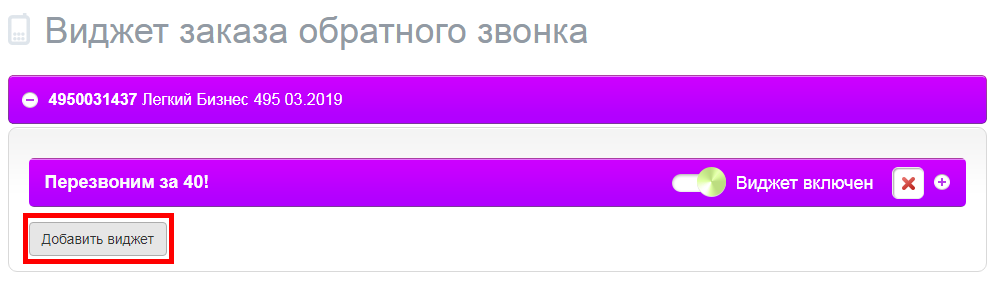 Виджет заказа обратного звонка
4950031437 Легкий Бизнес 495 03.2019
Перезвоним за 40! Виджет включен
Добавить виджет